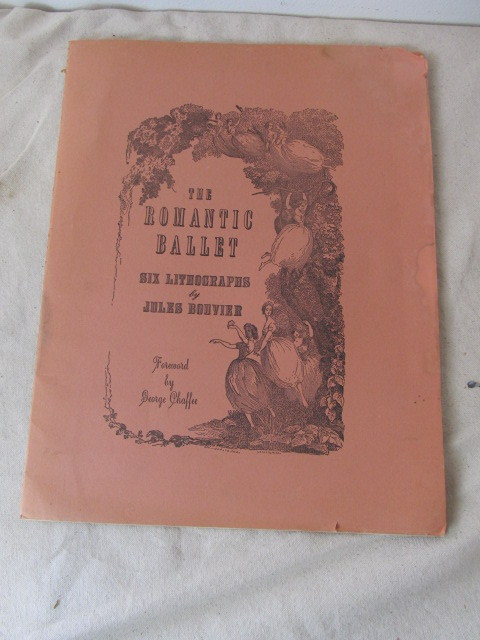 THE
ROMANTIC
BALLET
SIX LITHOGRAPHS
by
JULES BOUVIER
Foreword
by
George Chaffee